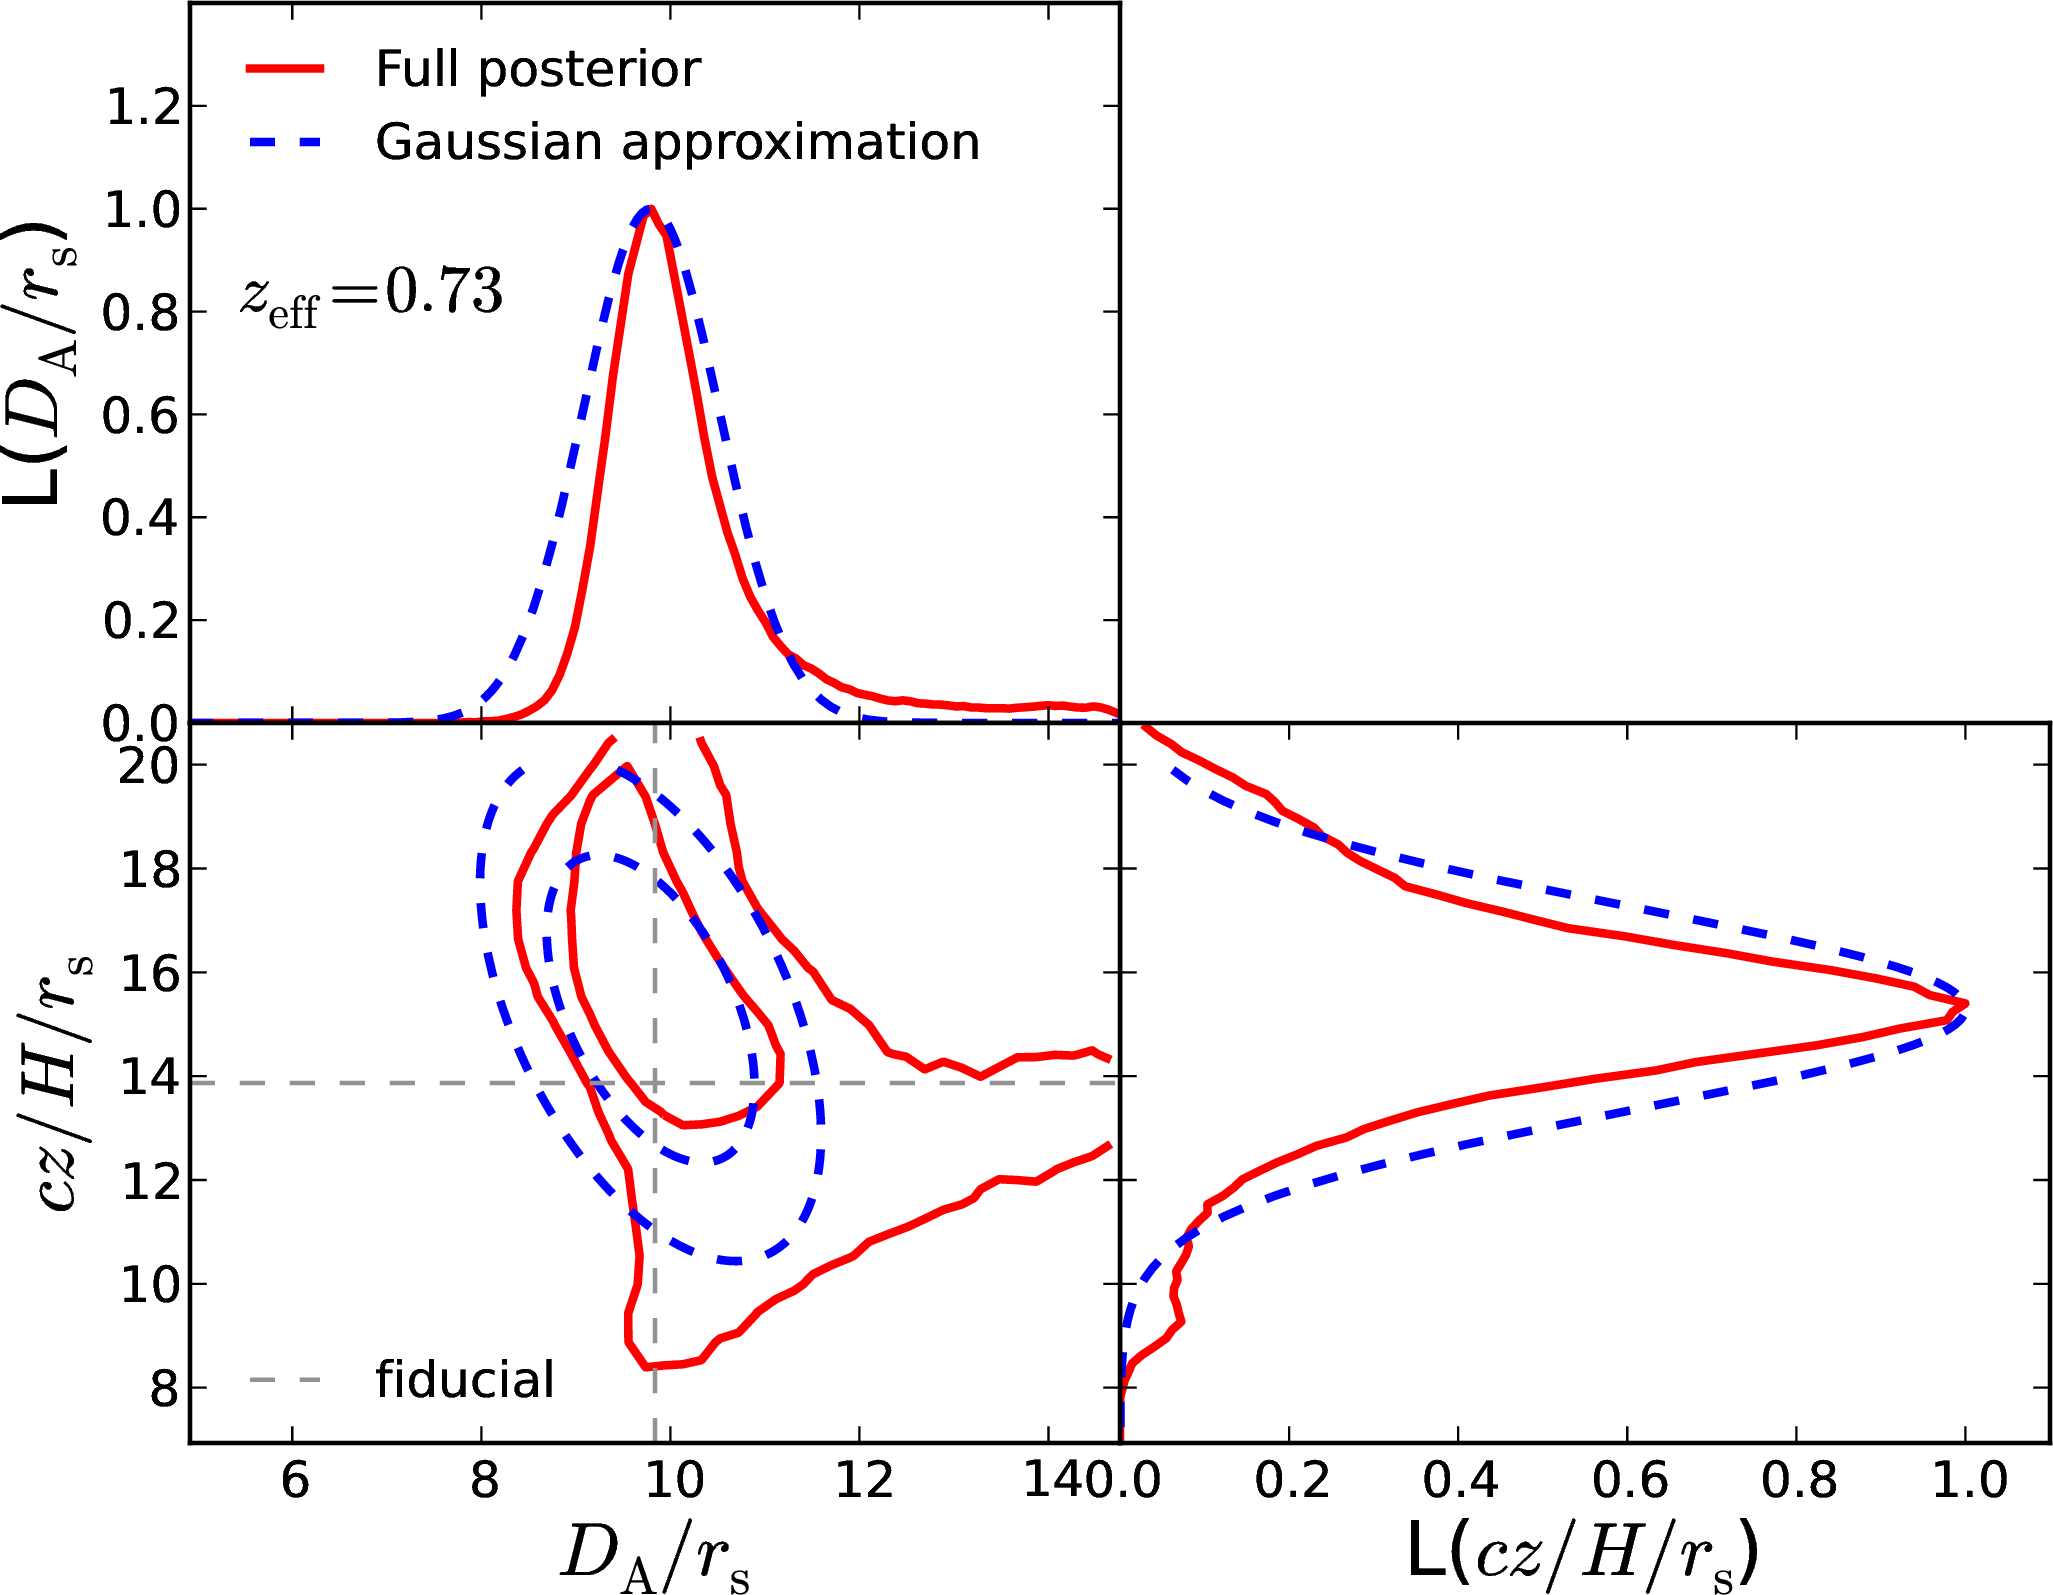 Full posterior
Gaussian approximation
z_eff=0.73
L(D_A/r_s)
1.2
1.0
0.8
0.6
0.4
0.2
0.0
cz/H/r_s
20
18
16
14
12
10
8
fiducial
6 8 10 12 14
0.0 0.2 0.4 0.6 0.8 1.0
D_A/r_s
L(cz/H/r_s)